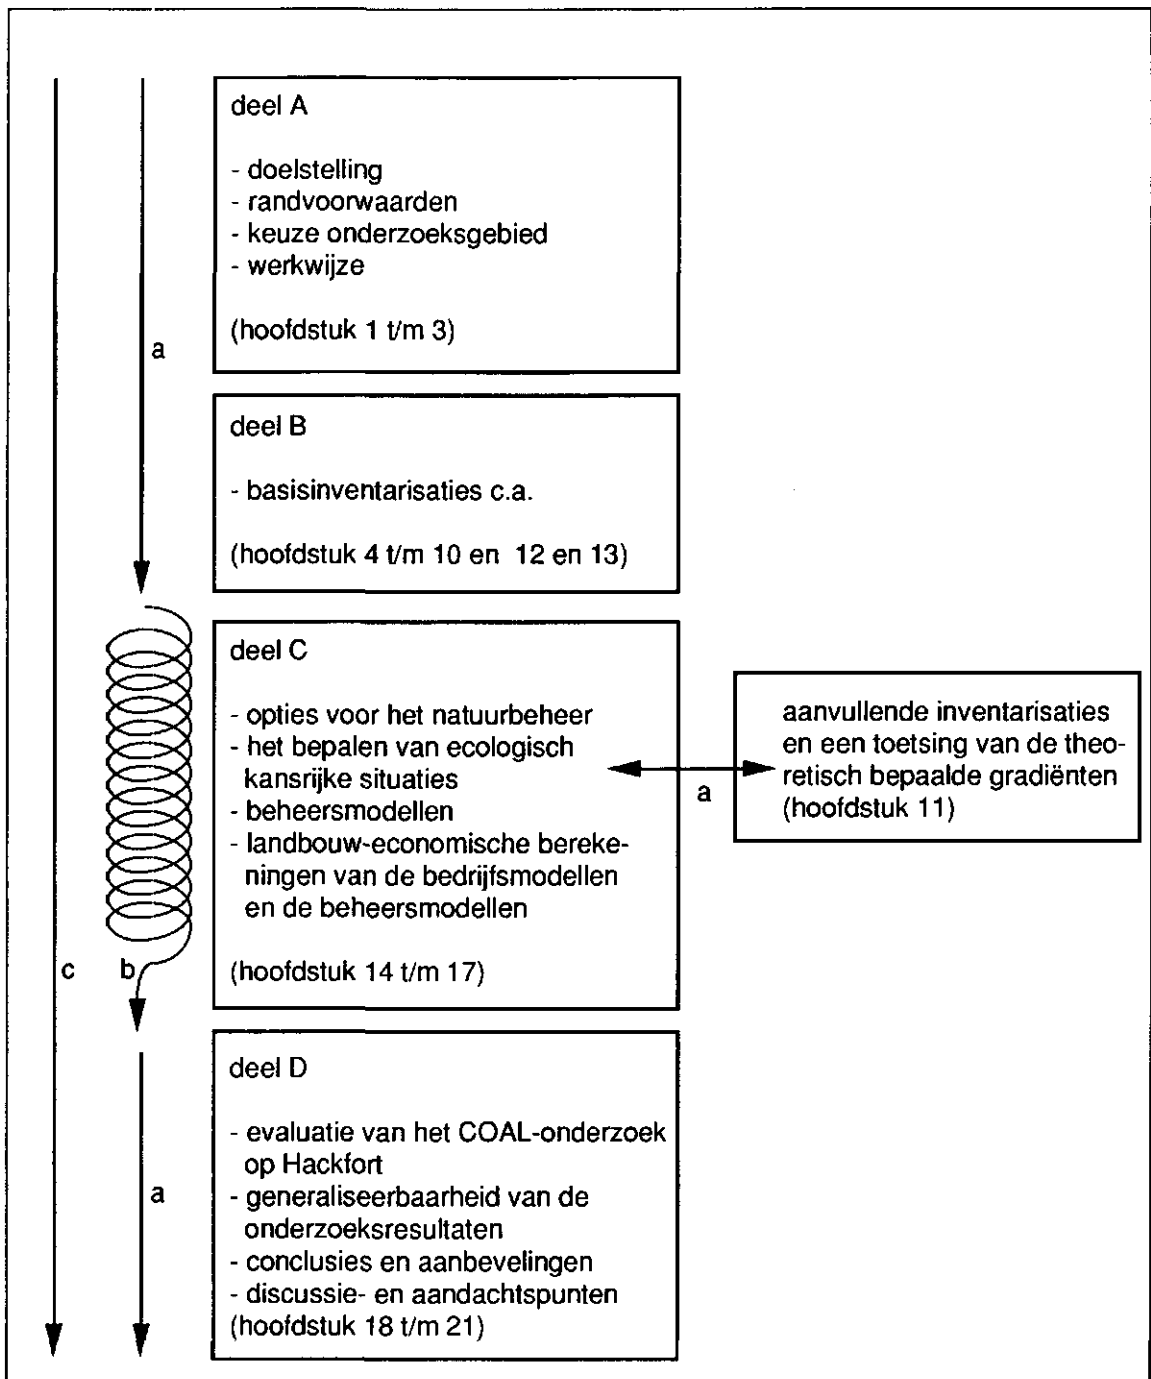 deel A
- doelstelling
- randvoorwaarden
- keuze onderzoeksgebied
- werkwijze
(hoofdstuk 1 t/m 3)
a
deel B
- basisinventarisaties c.a.
(hoofdstuk 4 t/m 10 en 12 en 13)
deel C
- opties voor het natuurbeheer
- het bepalen van ecologisch
kansrijke situaties
- beheersmodellen
- landbouw-economische bereke-
ningen van de bedrijfsmodellen
en de beheersmodellen
(hoofdstuk 14 t/m 17)
a
aanvullende inventarisaties
en een toetsing van de theo-
retisch bepaalde gradiënten
(hoofdstuk 11)
c
b
deel D
- evaluatie van het COAL-onderzoek
op Hackfort
- generaliseerbaarheid van de
onderzoeksresultaten
- conclusies en aanbevelingen
- discussie- en aandachtspunten
(hoofdstuk 18 t/m 21)
a